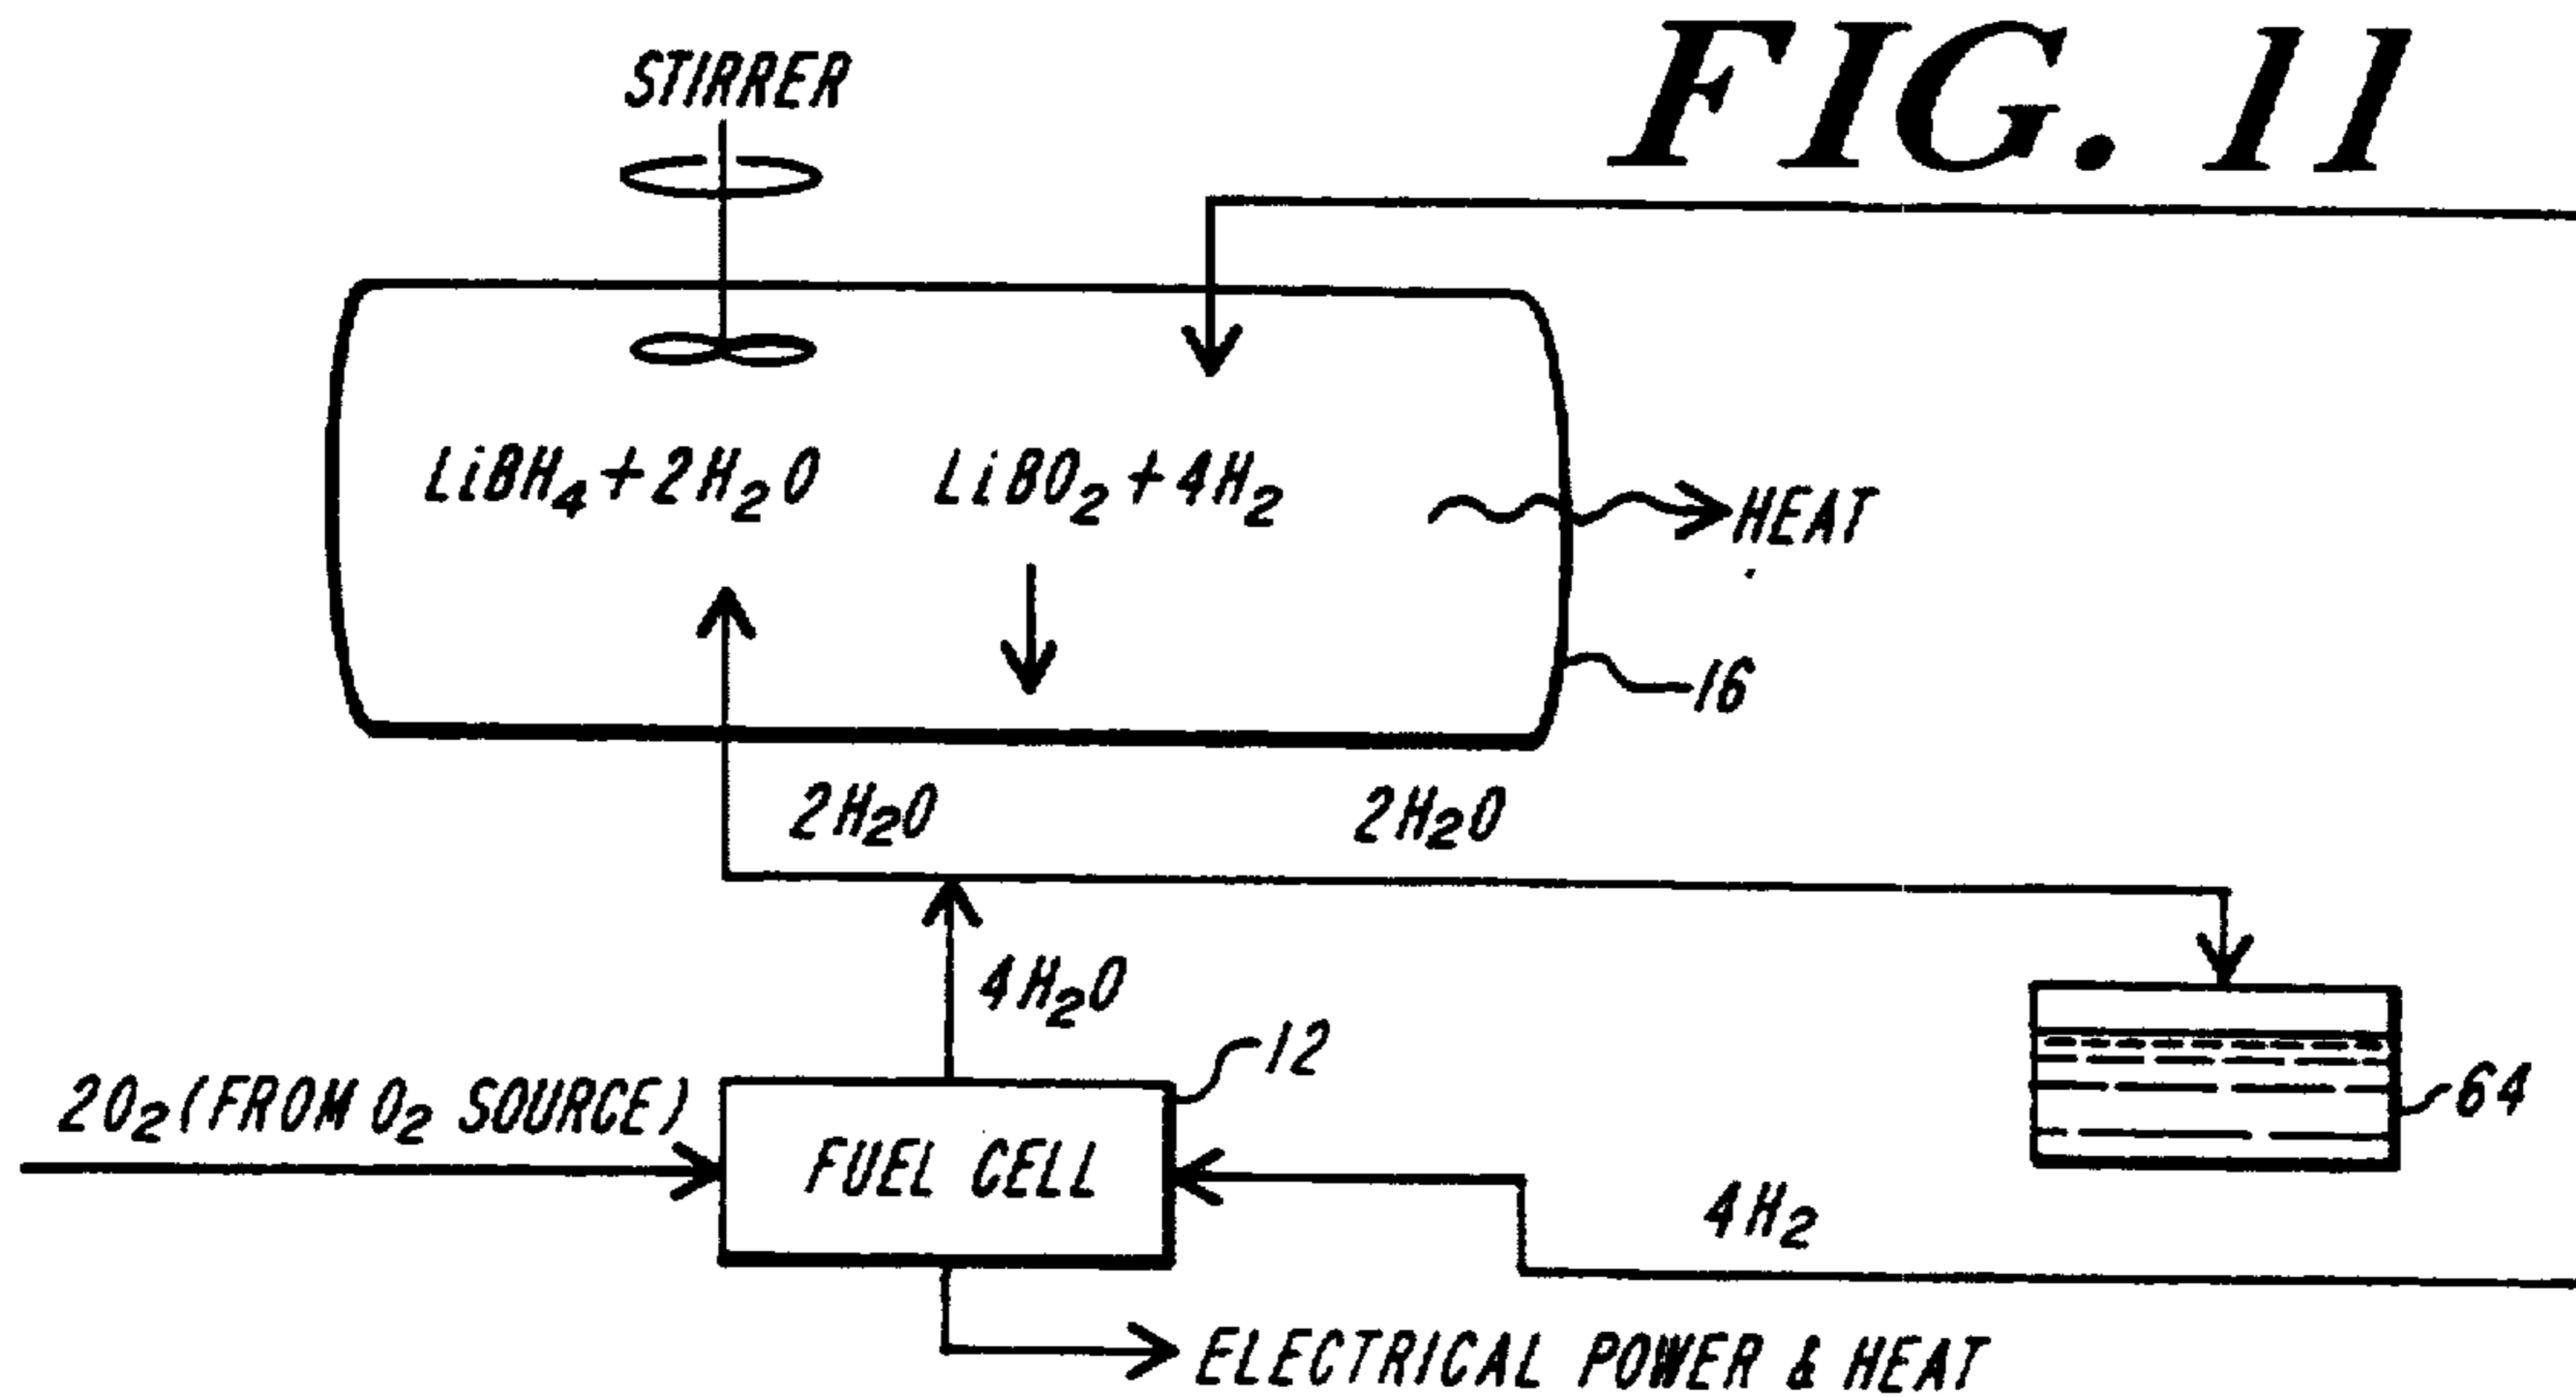 FIG. 11
STIRRER
LiBH₄+2H₂O
LiBO₂+4H₂
HEAT
16
2H₂O
2H₂O
4H₂O
12
2O₂(FROM O₂ SOURCE)
FUEL CELL
64
4H₂
ELECTRICAL POWER & HEAT